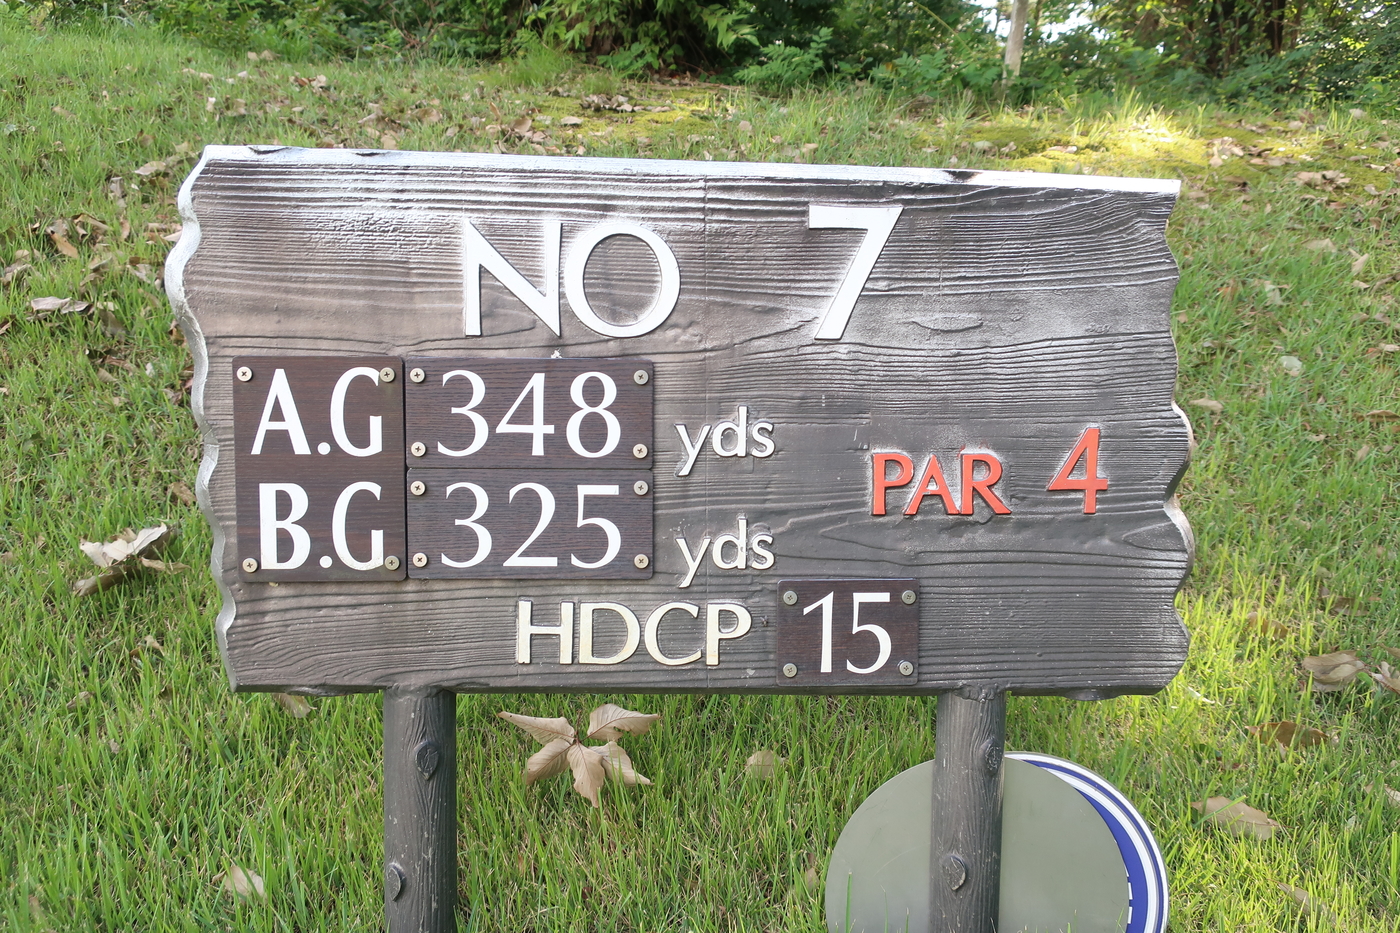 NO 7
A.G 348 yds
PAR 4
B.G 325 yds
HDCP 15